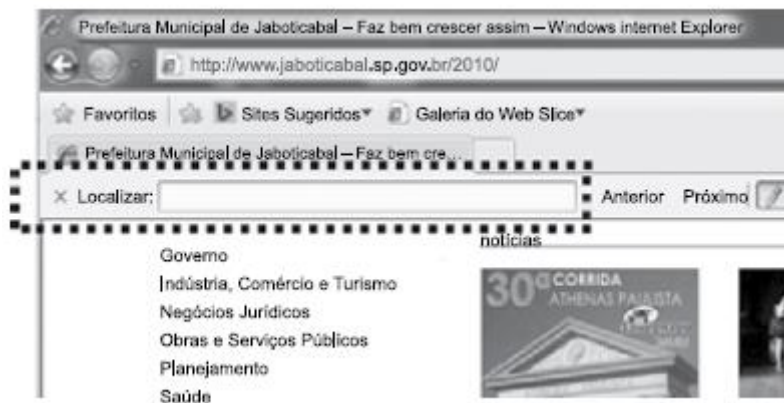 Prefeitura Municipal de Jaboticabal – Faz bem crescer assim – Windows internet Explorer
http://www.jaboticabal.sp.gov.br/2010/
Favoritos Sites Sugeridos Galeria do Web Slice
Prefeitura Municipal de Jaboticabal – Faz bem cre...
× Localizar: Anterior Próximo
notícias
Governo
Indústria, Comércio e Turismo
Negócios Jurídicos
Obras e Serviços Públicos
Planejamento
Saúde
30ª CORRIDA
ATHENAS PAULISTA